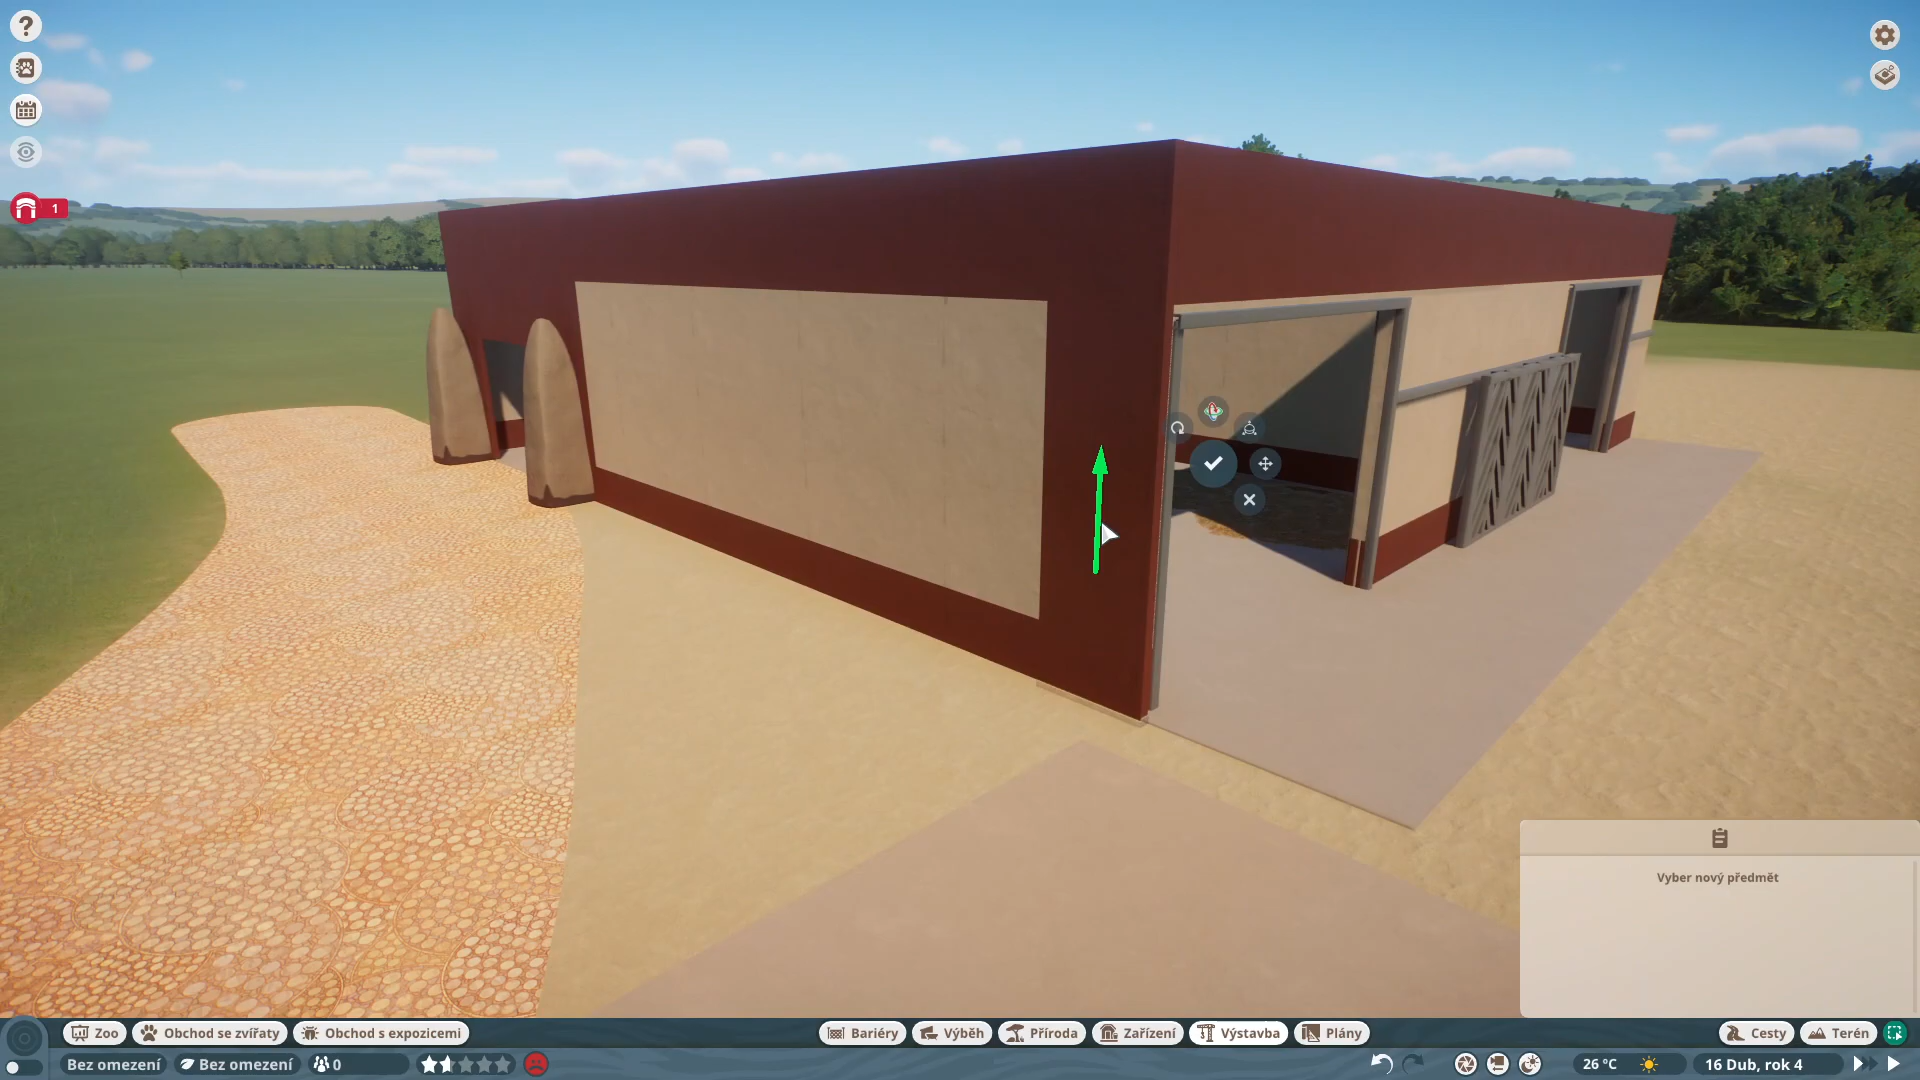 ?
1
Vyber nový předmět
Zoo
Obchod se zvířaty
Obchod s expozicemi
Bariéry
Výběh
Příroda
Zařízení
Výstavba
Plány
Cesty
Terén
Bez omezení
Bez omezení
0
26 °C
16 Dub, rok 4